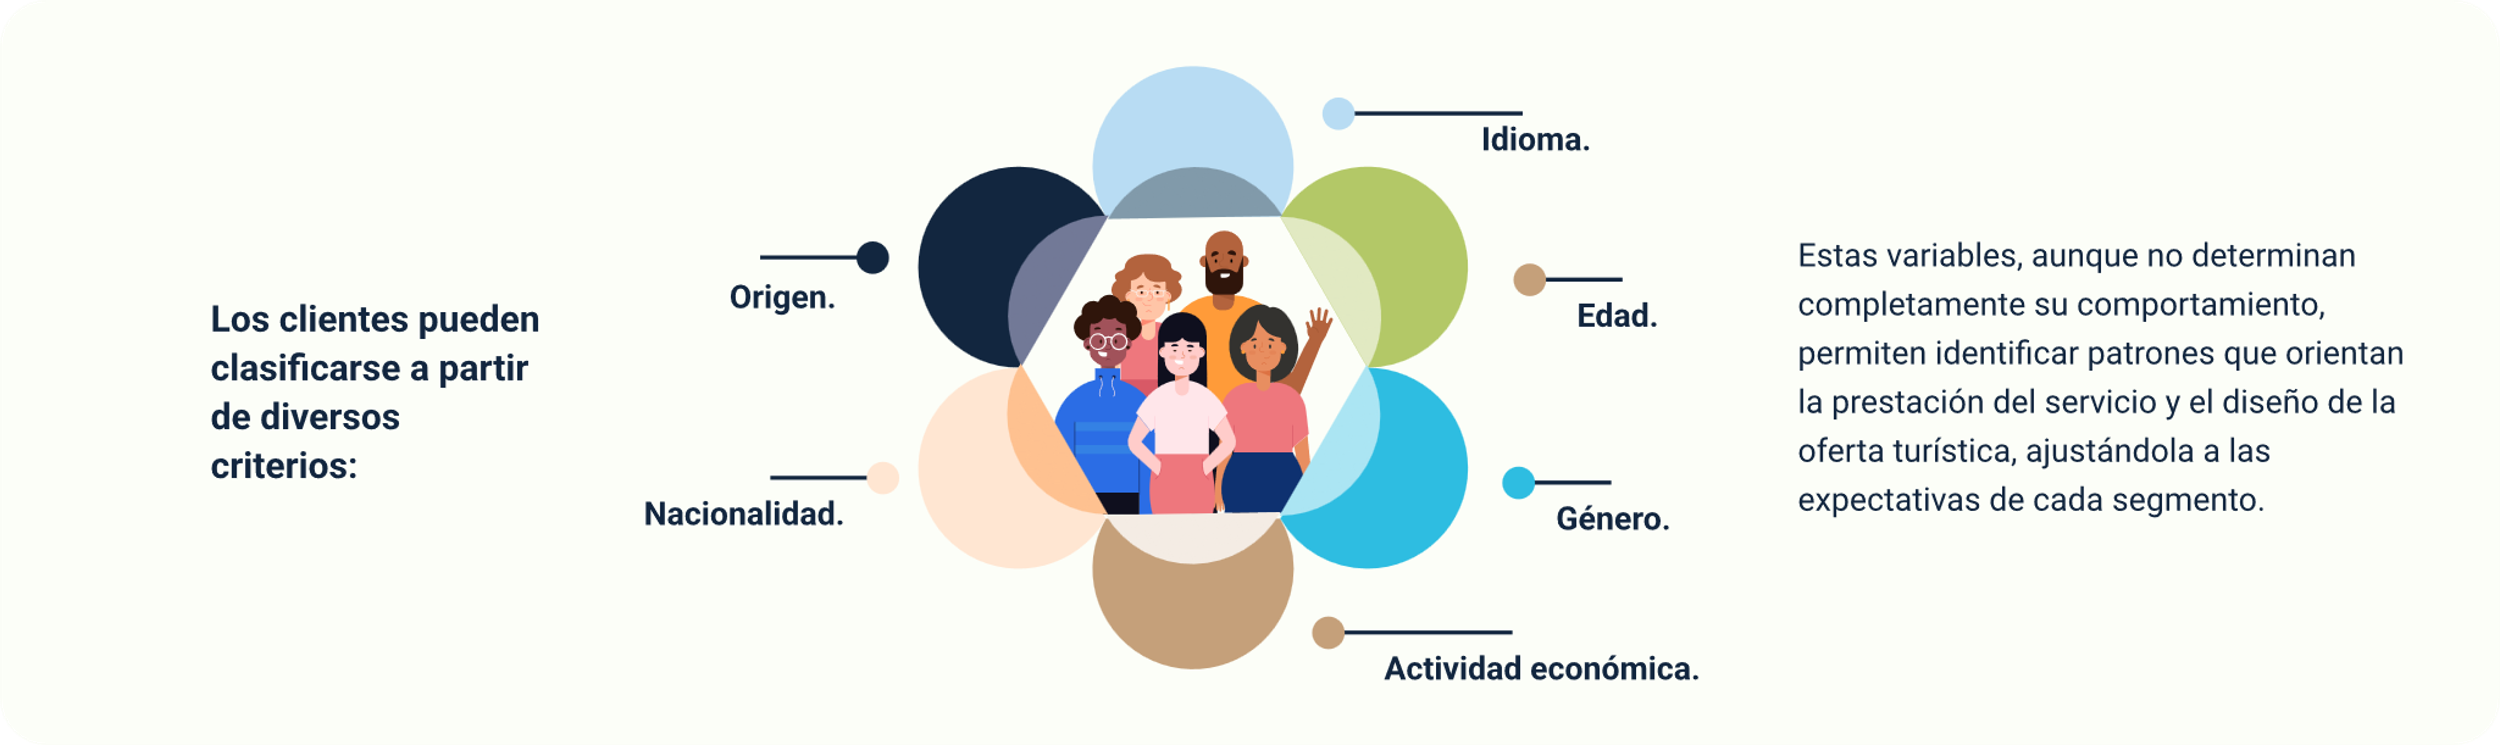 Los clientes pueden
clasificarse a partir
de diversos
criterios:
Idioma.
Origen.
Edad.
Nacionalidad.
Género.
Actividad económica.
Estas variables, aunque no determinan
completamente su comportamiento,
permiten identificar patrones que orientan
la prestación del servicio y el diseño de la
oferta turística, ajustándola a las
expectativas de cada segmento.